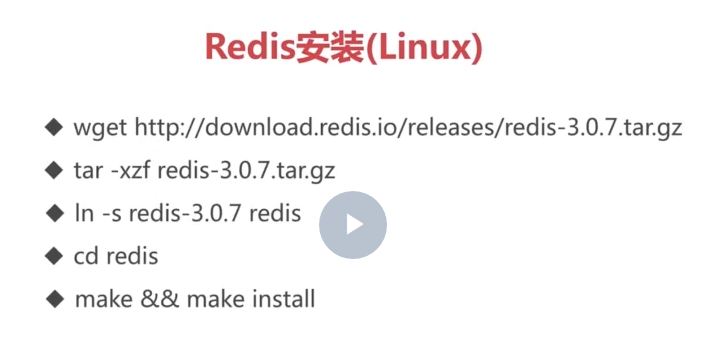 Redis安装(Linux)
◆ wget http://download.redis.io/releases/redis-3.0.7.tar.gz
◆ tar -xzf redis-3.0.7.tar.gz
◆ ln -s redis-3.0.7 redis
◆ cd redis
◆ make && make install